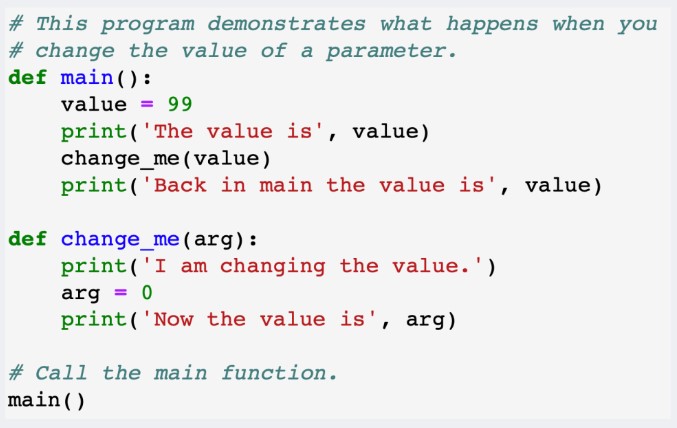 # This program demonstrates what happens when you
# change the value of a parameter.
def main():
    value = 99
    print('The value is', value)
    change_me(value)
    print('Back in main the value is', value)

def change_me(arg):
    print('I am changing the value.')
    arg = 0
    print('Now the value is', arg)

# Call the main function.
main()